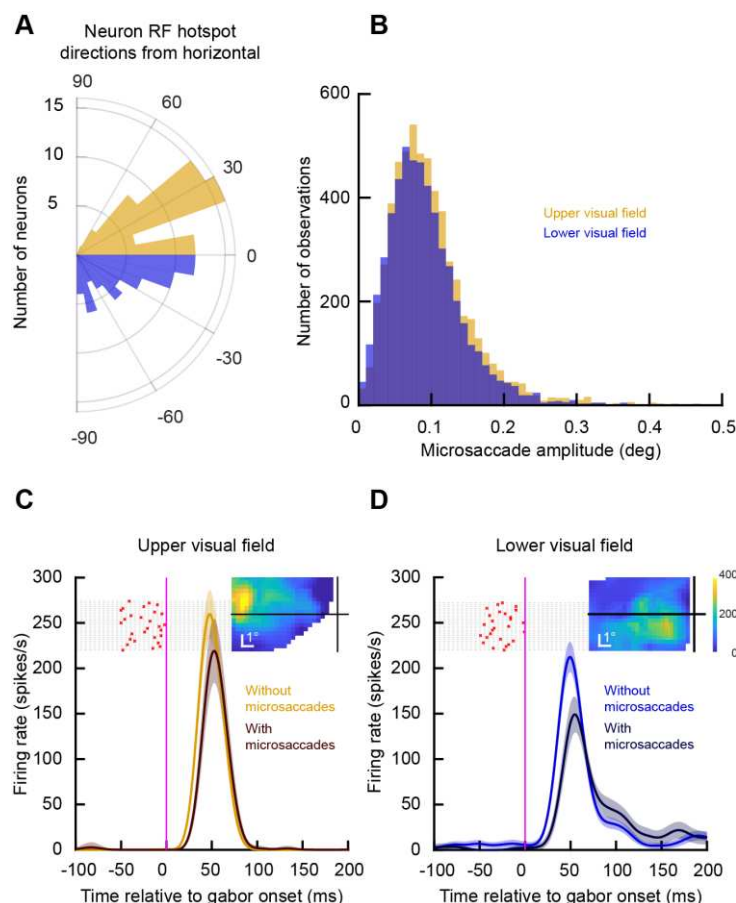 A
Neuron RF hotspot
directions from horizontal
90
60
30
0
-30
-60
-90
15
10
5
Number of neurons
B
600
400
200
0
Number of observations
Upper visual field
Lower visual field
0
0.1
0.2
0.3
0.4
0.5
Microsaccade amplitude (deg)
C
Upper visual field
300
250
200
150
100
50
0
Firing rate (spikes/s)
1°
Without
microsaccades
With
microsaccades
-100
-50
0
50
100
150
200
Time relative to gabor onset (ms)
D
Lower visual field
300
250
200
150
100
50
0
Firing rate (spikes/s)
1°
400
200
0
Without
microsaccades
With
microsaccades
-100
-50
0
50
100
150
200
Time relative to gabor onset (ms)